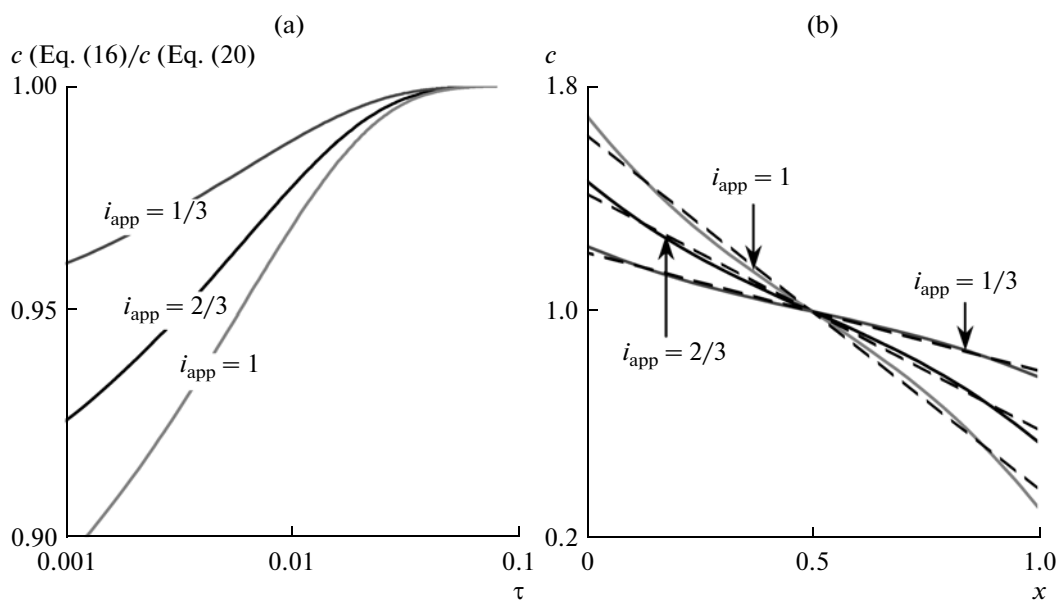 (a)
c (Eq. (16)/c (Eq. (20)
1.00
i_app = 1/3
0.95
i_app = 2/3
i_app = 1
0.90
0.001
0.01
0.1
τ
(b)
c
1.8
i_app = 1
i_app = 1/3
1.0
i_app = 2/3
0.2
0
0.5
1.0
x